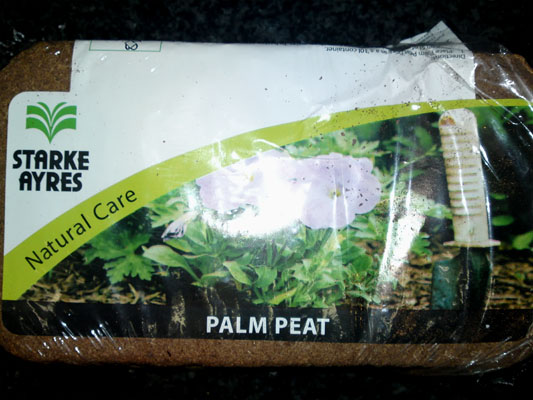 STARKE
AYRES
Natural Care
PALM PEAT